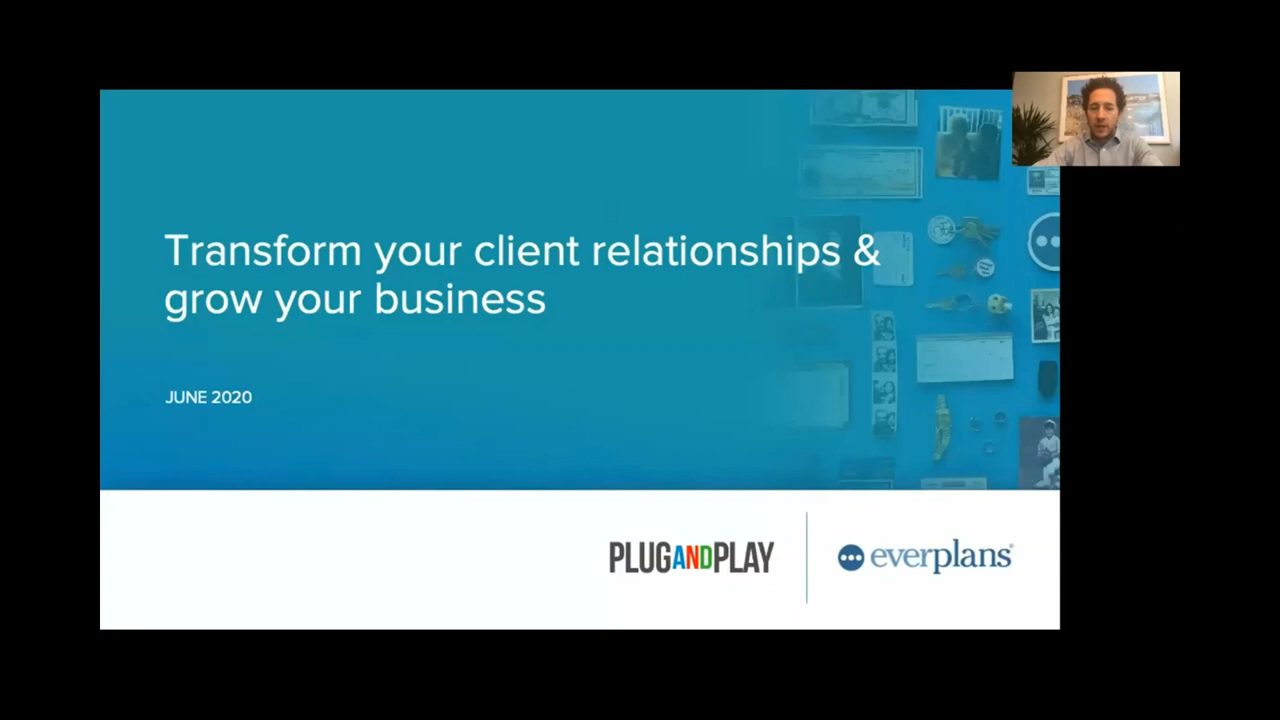 Transform your client relationships &
grow your business
JUNE 2020
PLUGANDPLAY
everplans®